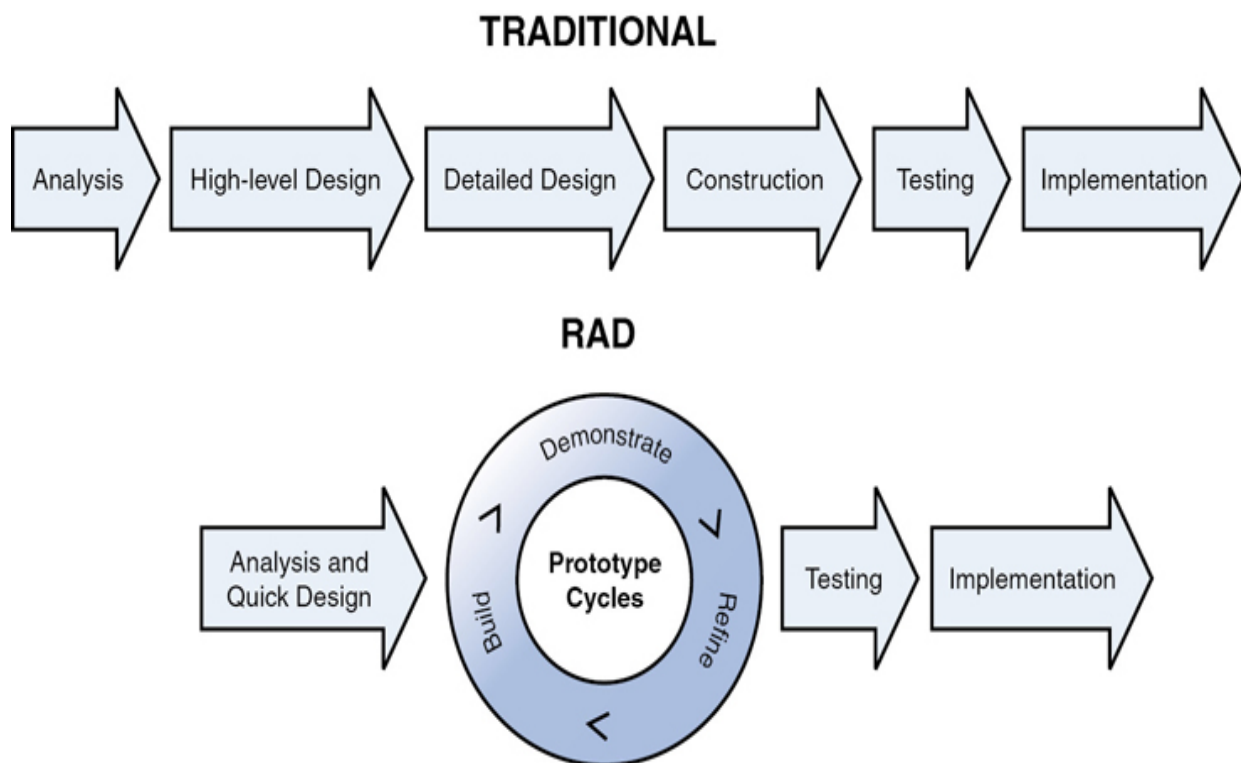 TRADITIONAL
Analysis
High-level Design
Detailed Design
Construction
Testing
Implementation
RAD
Analysis and
Quick Design
Demonstrate
Refine
Build
Prototype
Cycles
Testing
Implementation